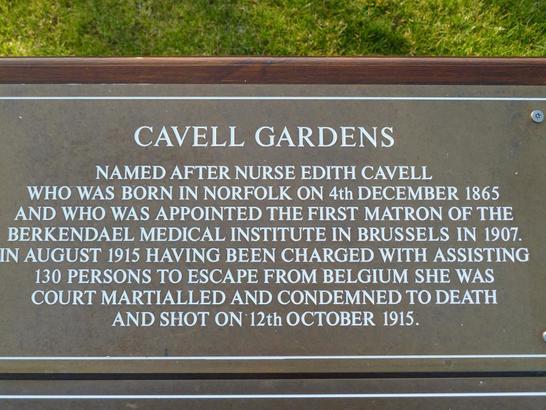 CAVELL GARDENS
NAMED AFTER NURSE EDITH CAVELL
WHO WAS BORN IN NORFOLK ON 4th DECEMBER 1865
AND WHO WAS APPOINTED THE FIRST MATRON OF THE
BERKENDAEL MEDICAL INSTITUTE IN BRUSSELS IN 1907.
IN AUGUST 1915 HAVING BEEN CHARGED WITH ASSISTING
130 PERSONS TO ESCAPE FROM BELGIUM SHE WAS
COURT MARTIALLED AND CONDEMNED TO DEATH
AND SHOT ON 12th OCTOBER 1915.